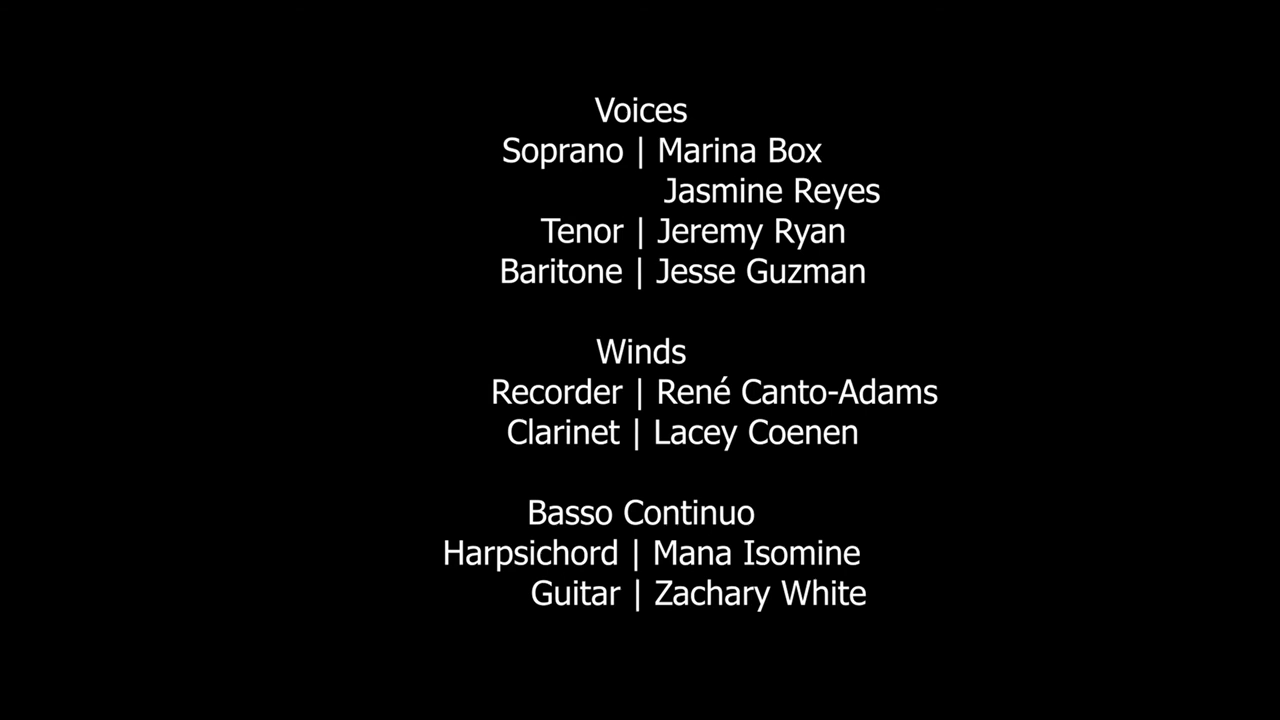 Voices
Soprano | Marina Box
Jasmine Reyes
Tenor | Jeremy Ryan
Baritone | Jesse Guzman
Winds
Recorder | René Canto-Adams
Clarinet | Lacey Coenen
Basso Continuo
Harpsichord | Mana Isomine
Guitar | Zachary White